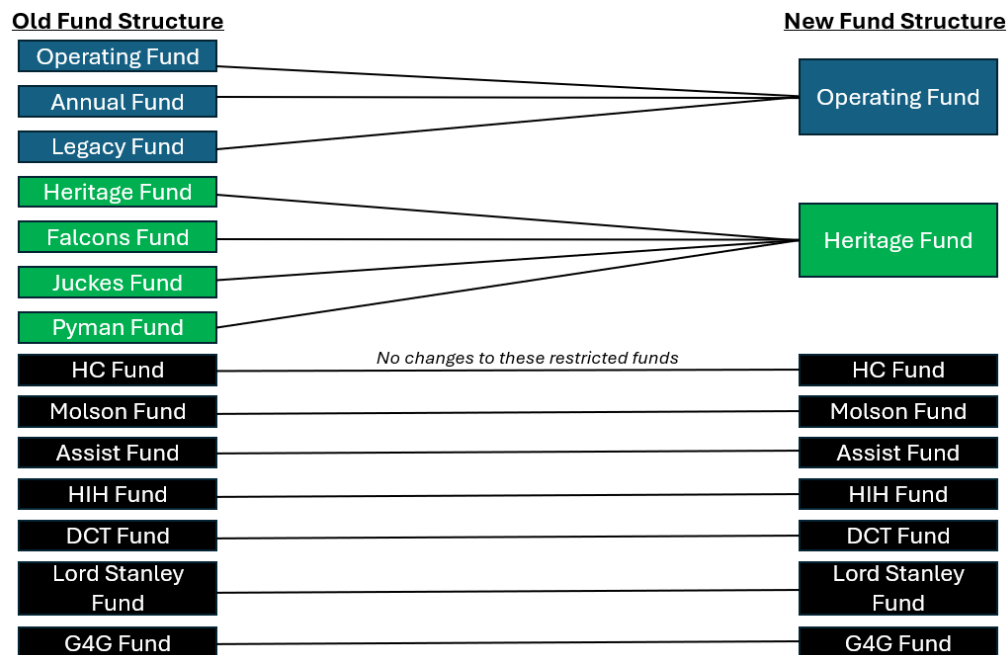 Old Fund Structure
New Fund Structure
Operating Fund
Annual Fund
Legacy Fund
Operating Fund
Heritage Fund
Falcons Fund
Juckes Fund
Pyman Fund
Heritage Fund
No changes to these restricted funds
HC Fund
HC Fund
Molson Fund
Molson Fund
Assist Fund
Assist Fund
HIH Fund
HIH Fund
DCT Fund
DCT Fund
Lord Stanley
Fund
Lord Stanley
Fund
G4G Fund
G4G Fund